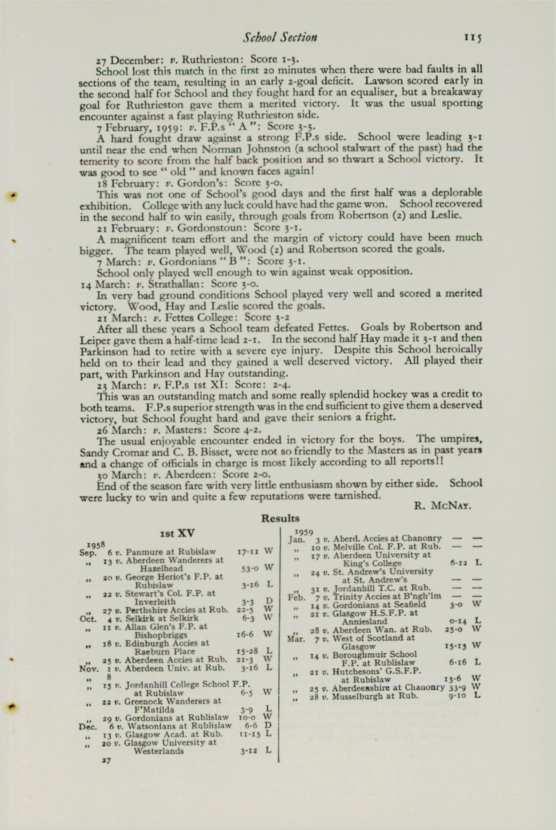 School Section 115
27 December: v. Ruthrieston: Score 1-3.
School lost this match in the first 20 minutes when there were bad faults in all
sections of the team, resulting in an early 2-goal deficit. Lawson scored early in
the second half for School and they fought hard for an equaliser, but a breakaway
goal for Ruthrieston gave them a merited victory. It was the usual sporting
encounter against a fast playing Ruthrieston side.
7 February, 1959: v. F.P.s “ A ”: Score 3-3.
A hard fought draw against a strong F.P.s side. School were leading 3-1
until near the end when Norman Johnston (a school stalwart of the past) had the
temerity to score from the half back position and so thwart a School victory. It
was good to see “ old ” and known faces again!
18 February: v. Gordon's: Score 3-0.
This was not one of School's good days and the first half was a deplorable
exhibition. College with any luck could have had the game won. School recovered
in the second half to win easily, through goals from Robertson (2) and Leslie.
21 February: v. Gordonstoun: Score 3-1.
A magnificent team effort and the margin of victory could have been much
bigger. The team played well, Wood (2) and Robertson scored the goals.
7 March: v. Gordonians “ B ”: Score 3-1.
School only played well enough to win against weak opposition.
14 March: v. Strathallan: Score 3-0.
In very bad ground conditions School played very well and scored a merited
victory. Wood, Hay and Leslie scored the goals.
21 March: v. Fettes College: Score 3-2
After all these years a School team defeated Fettes. Goals by Robertson and
Leiper gave them a half-time lead 2-1. In the second half Hay made it 3-1 and then
Parkinson had to retire with a severe eye injury. Despite this School heroically
held on to their lead and they gained a well deserved victory. All played their
part, with Parkinson and Hay outstanding.
23 March: v. F.P.s 1st XI: Score: 2-4.
This was an outstanding match and some really splendid hockey was a credit to
both teams. F.P.s superior strength was in the end sufficient to give them a deserved
victory, but School fought hard and gave their seniors a fright.
26 March: v. Masters: Score 4-2.
The usual enjoyable encounter ended in victory for the boys. The umpires,
Sandy Cromar and C. B. Bisset, were not so friendly to the Masters as in past years
and a change of officials in charge is most likely according to all reports!!
30 March: v. Aberdeen: Score 2-0.
End of the season fare with very little enthusiasm shown by either side. School
were lucky to win and quite a few reputations were tarnished.
R. McNay.
Results
1st XV
1958
Sep. 6 v. Panmure at Rubislaw 17-11 W
„ 13 v. Aberdeen Wanderers at
Hazelhead 53-0 W
„ 20 v. George Heriot's F.P. at
Rubislaw 3-16 L
„ 22 v. Stewart's Col. F.P. at
Inverleith 3-3 D
„ 27 v. Perthshire Accies at Rub. 22-5 W
Oct. 4 v. Selkirk at Selkirk 6-3 W
„ 11 v. Allan Glen's F.P. at
Bishopbriggs 16-6 W
„ 18 v. Edinburgh Accies at
Raeburn Place 15-28 L
„ 25 v. Aberdeen Accies at Rub. 21-3 W
Nov. 1 v. Aberdeen Univ. at Rub. 3-16 L
„ 8
„ 15 v. Jordanhill College School F.P.
at Rubislaw 6-5 W
„ 22 v. Greenock Wanderers at
F'Matilda 3-9 L
„ 29 v. Gordonians at Rublislaw 10-0 W
Dec. 6 v. Watsonians at Rublislaw 6-6 D
„ 13 v. Glasgow Acad. at Rub. 11-15 L
„ 20 v. Glasgow University at
Westerlands 3-12 L
27
1959
Jan. 3 v. Aberd. Accies at Chanonry — —
„ 10 v. Melville Col. F.P. at Rub. — —
„ 17 v. Aberdeen University at
King's College 6-12 L
„ 24 v. St. Andrew's University
at St. Andrew's — —
„ 31 v. Jordanhill T.C. at Rub. — —
Feb. 7 v. Trinity Accies at B'ngh'lm — —
„ 14 v. Gordonians at Seafield 3-0 W
„ 21 v. Glasgow H.S.F.P. at
Anniesland 0-14 L
„ 28 v. Aberdeen Wan. at Rub. 25-0 W
Mar. 7 v. West of Scotland at
Glasgow 15-13 W
„ 14 v. Boroughmuir School
F.P. at Rublislaw 6-16 L
„ 21 v. Hutchesons' G.S.F.P.
at Rubislaw 13-6 W
„ 25 v. Aberdeenshire at Chanonry 33-9 W
„ 28 v. Musselburgh at Rub. 9-10 L